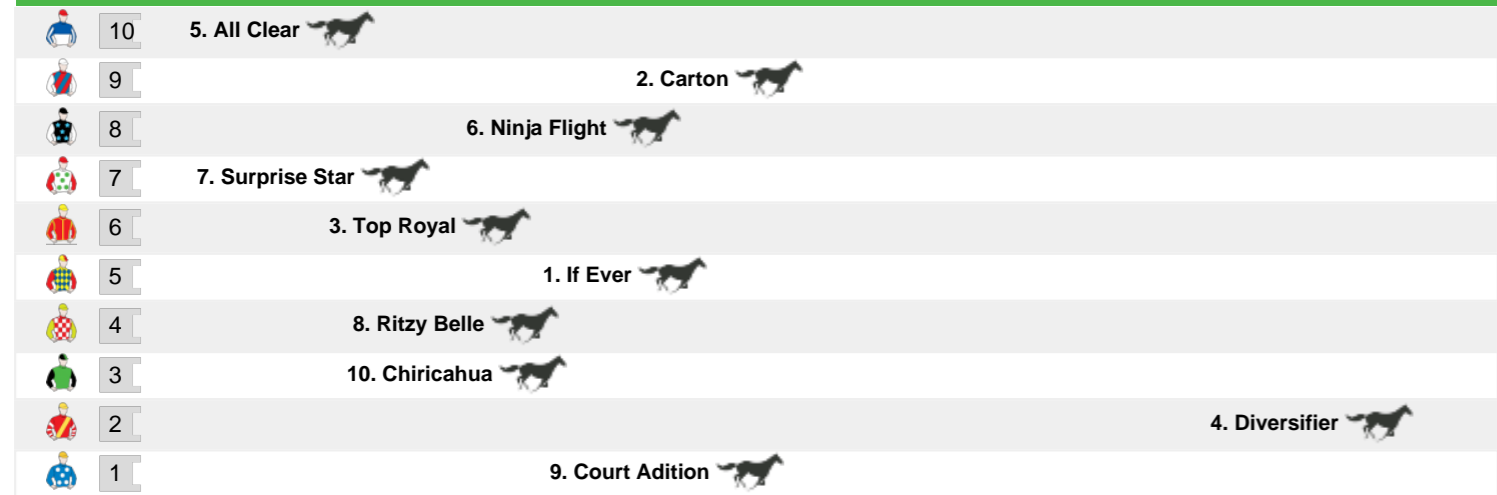 10 5. All Clear
9 2. Carton
8 6. Ninja Flight
7 7. Surprise Star
6 3. Top Royal
5 1. If Ever
4 8. Ritzy Belle
3 10. Chiricahua
2 4. Diversifier
1 9. Court Adition